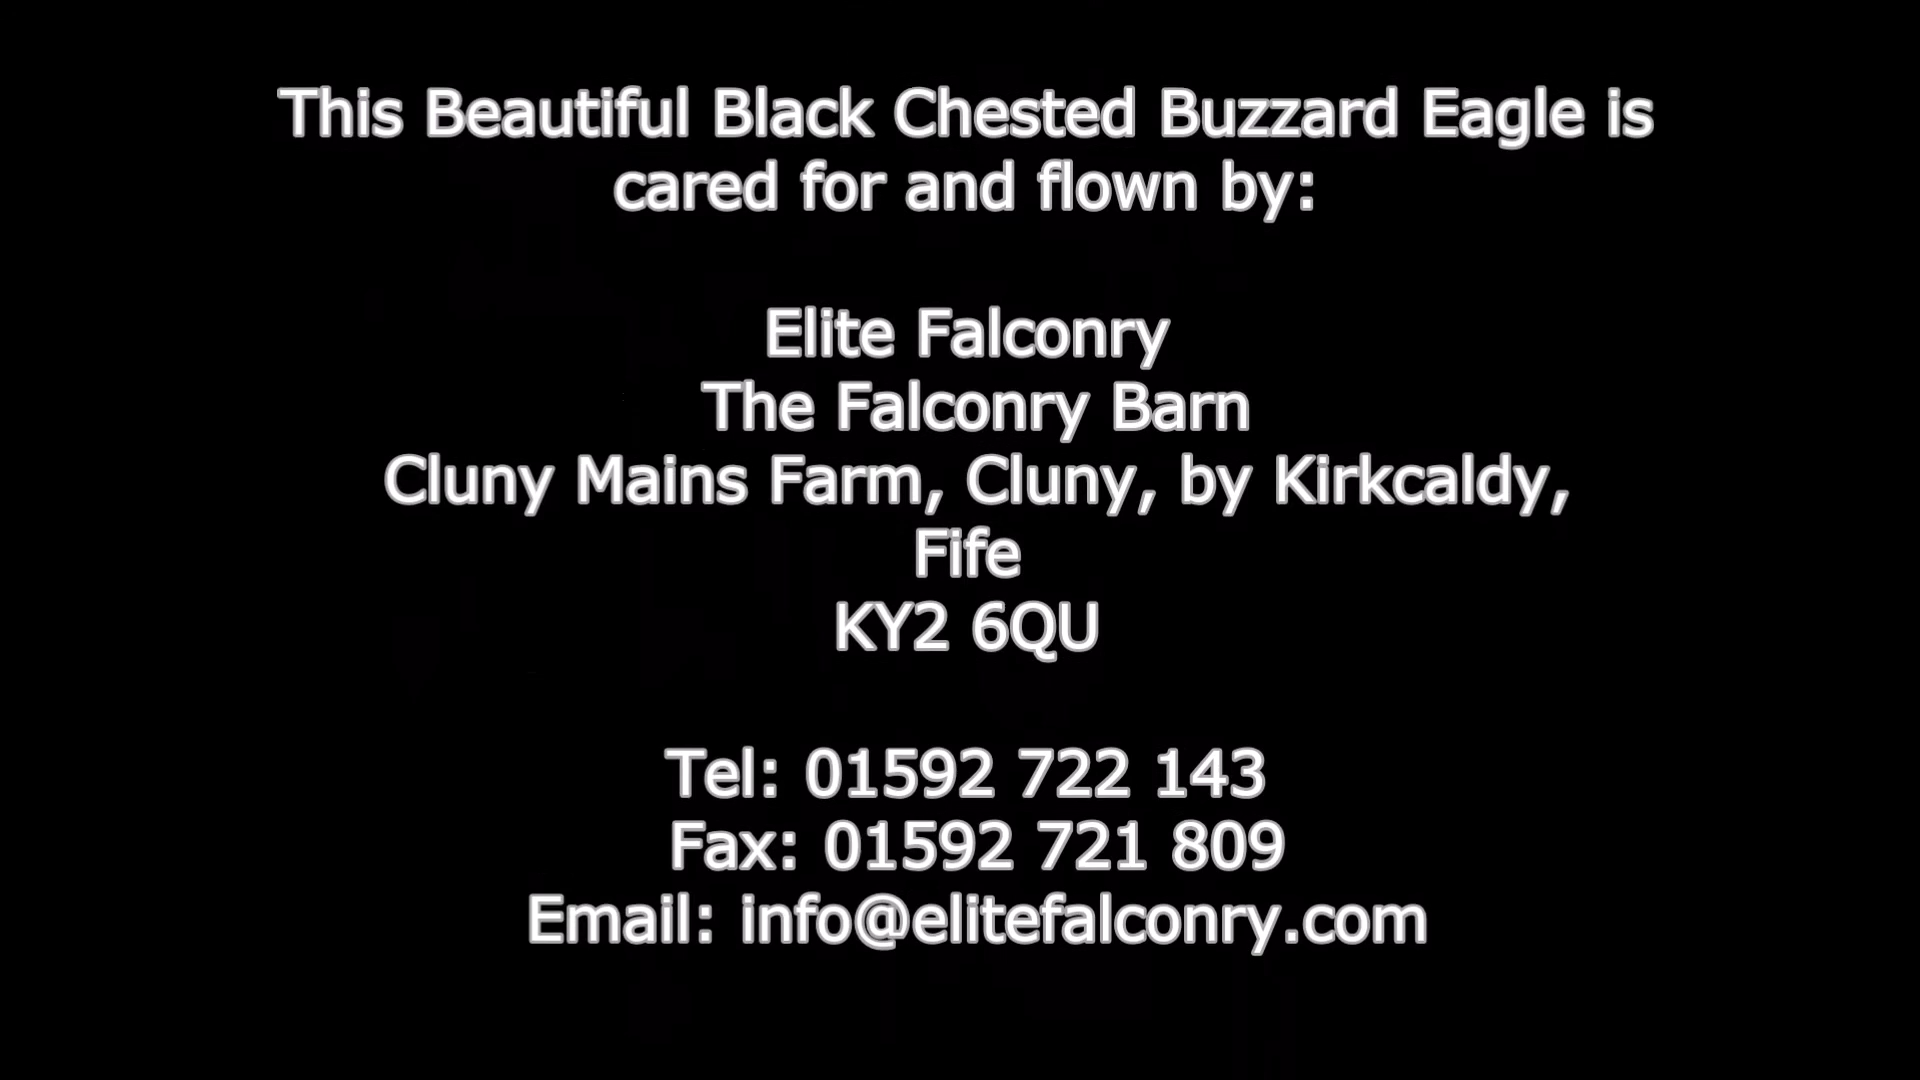 This Beautiful Black Chested Buzzard Eagle is
cared for and flown by:
Elite Falconry
The Falconry Barn
Cluny Mains Farm, Cluny, by Kirkcaldy,
Fife
KY2 6QU
Tel: 01592 722 143
Fax: 01592 721 809
Email: info@elitefalconry.com